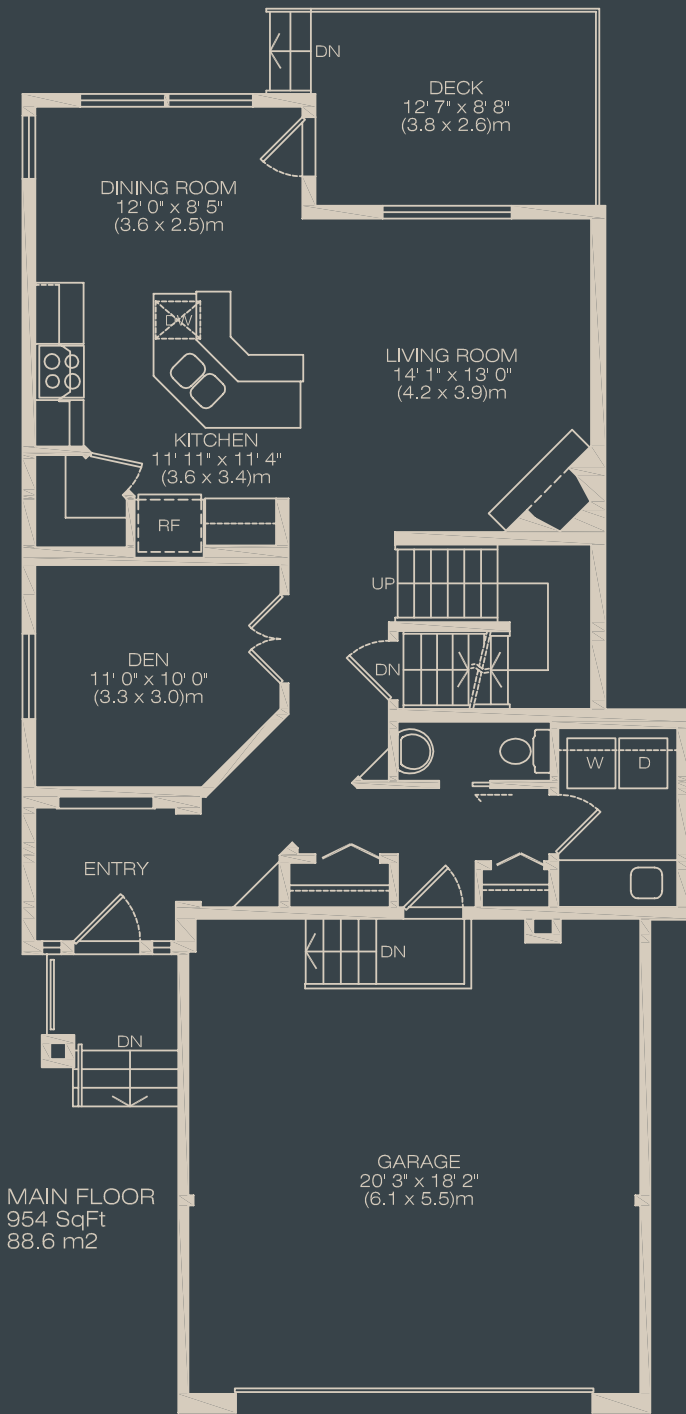 DN
DECK
12' 7" x 8' 8"
(3.8 x 2.6)m
DINING ROOM
12' 0" x 8' 5"
(3.6 x 2.5)m
DW
LIVING ROOM
14' 1" x 13' 0"
(4.2 x 3.9)m
KITCHEN
11' 11" x 11' 4"
(3.6 x 3.4)m
RF
UP
DN
DEN
11' 0" x 10' 0"
(3.3 x 3.0)m
W
D
ENTRY
DN
DN
GARAGE
20' 3" x 18' 2"
(6.1 x 5.5)m
MAIN FLOOR
954 SqFt
88.6 m2